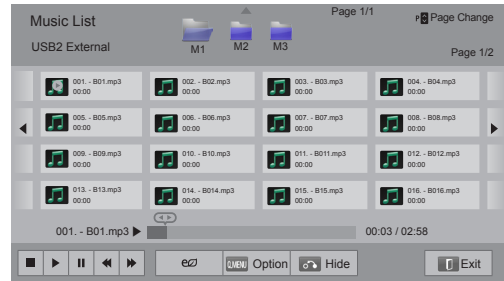 Music List
Page 1/1
P Page Change
USB2 External
M1
M2
M3
Page 1/2
001. - B01.mp3
00:00
002. - B02.mp3
00:00
003. - B03.mp3
00:00
004. - B04.mp3
00:00
005. - B05.mp3
00:00
006. - B06.mp3
00:00
007. - B07.mp3
00:00
008. - B08.mp3
00:00
009. - B09.mp3
00:00
010. - B10.mp3
00:00
011. - B011.mp3
00:00
012. - B12.mp3
00:00
013. - B13.mp3
00:00
014. - B014.mp3
00:00
015. - B15.mp3
00:00
016. - B016.mp3
00:00
001. - B01.mp3
00:03 / 02:58
Q.MENU Option
Hide
Exit